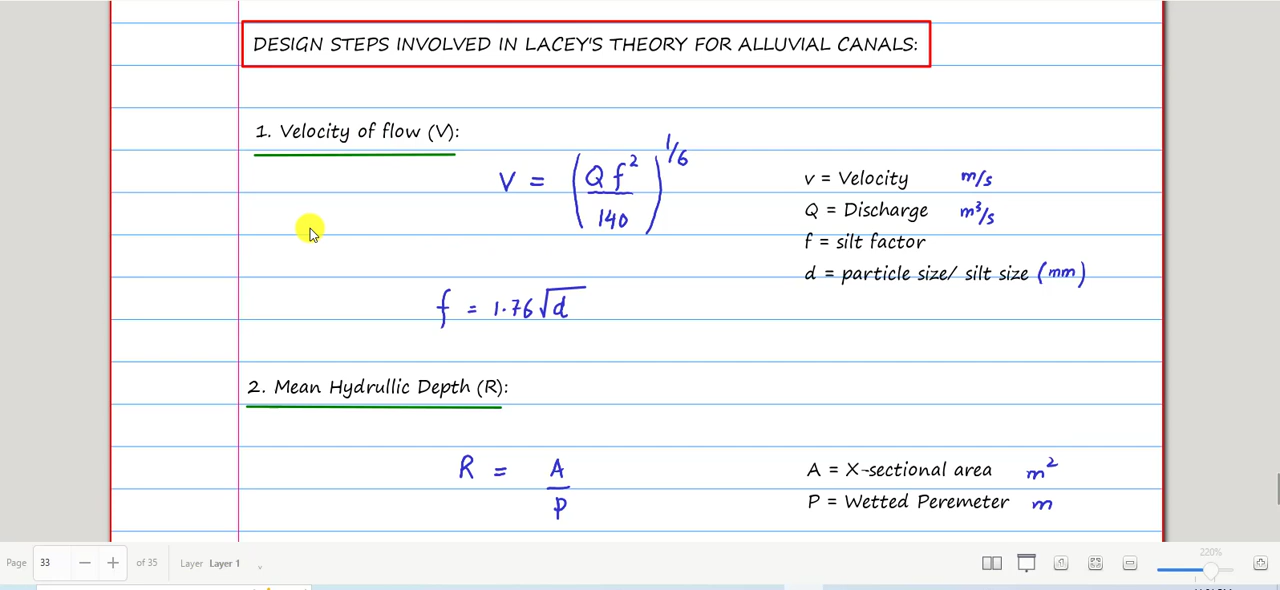 DESIGN STEPS INVOLVED IN LACEY'S THEORY FOR ALLUVIAL CANALS:
1. Velocity of flow (V):
V = (Q f² / 140)^1/6
v = Velocity m/s
Q = Discharge m³/s
f = silt factor
d = particle size/ silt size (mm)
f = 1.76√d
2. Mean Hydrullic Depth (R):
R = A / P
A = X-sectional area m²
P = Wetted Peremeter m
Page 33 of 35 Layer Layer 1 220%